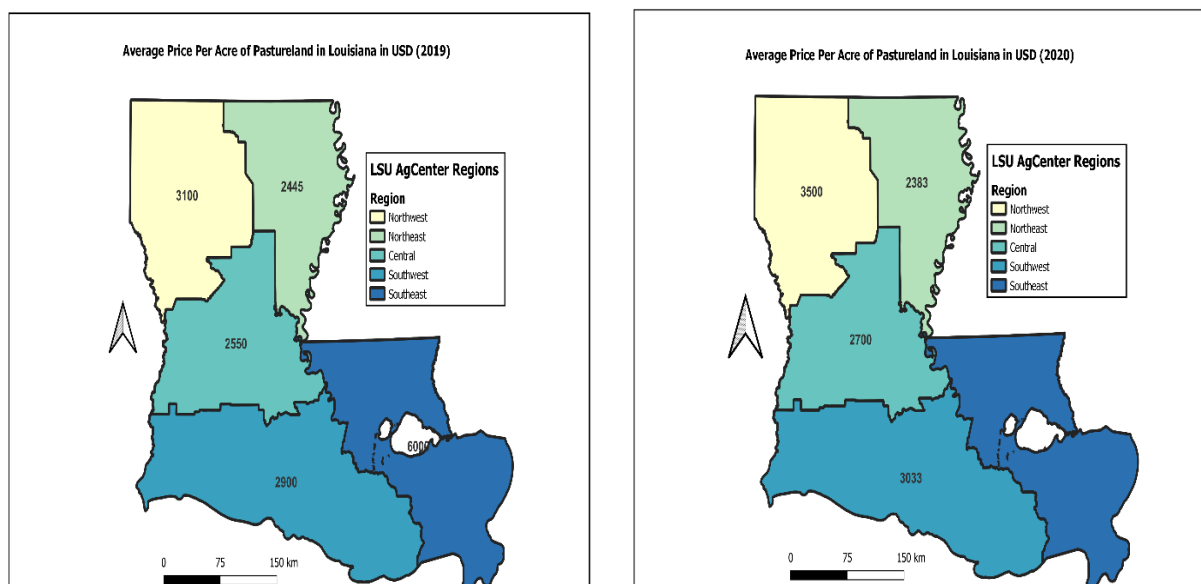 Average Price Per Acre of Pastureland in Louisiana in USD (2019)
3100
2445
2550
2900
6000
LSU AgCenter Regions
Region
Northwest
Northeast
Central
Southwest
Southeast
0 75 150 km
Average Price Per Acre of Pastureland in Louisiana in USD (2020)
3500
2383
2700
3033
LSU AgCenter Regions
Region
Northwest
Northeast
Central
Southwest
Southeast
0 75 150 km